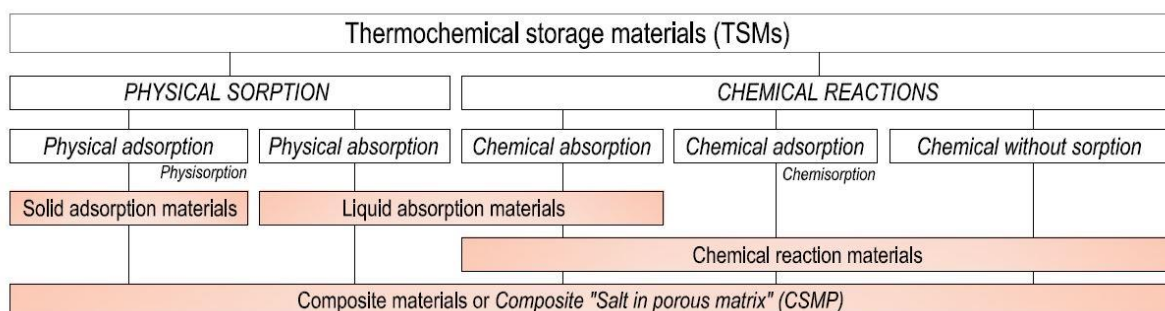 Thermochemical storage materials (TSMs)
PHYSICAL SORPTION
CHEMICAL REACTIONS
Physical adsorption
Physisorption
Physical absorption
Chemical absorption
Chemical adsorption
Chemisorption
Chemical without sorption
Solid adsorption materials
Liquid absorption materials
Chemical reaction materials
Composite materials or Composite "Salt in porous matrix" (CSMP)